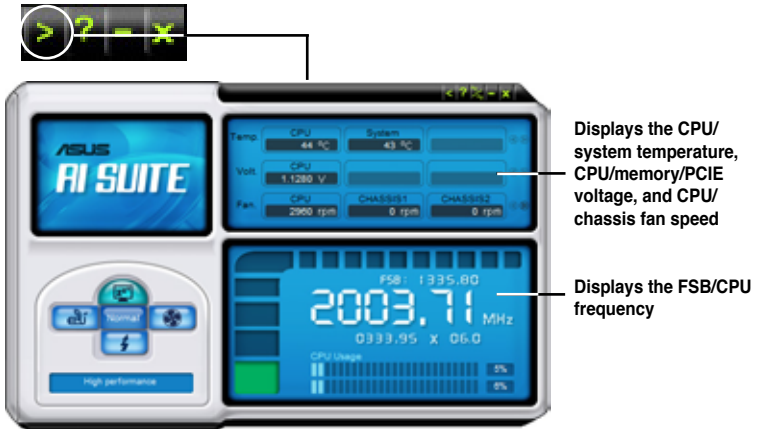 > ? - x
< ? - x
ASUS
AI SUITE
Temp. CPU System
44 ºC 43 ºC
Volt. CPU
1.1280 V
Fan. CPU CHASSIS1 CHASSIS2
2960 rpm 0 rpm 0 rpm
Displays the CPU/
system temperature,
CPU/memory/PCIE
voltage, and CPU/
chassis fan speed
FSB: 1335.80
2003.71 MHz
0333.95 x 06.0
CPU Usage
5%
6%
Displays the FSB/CPU
frequency
Normal
High performance